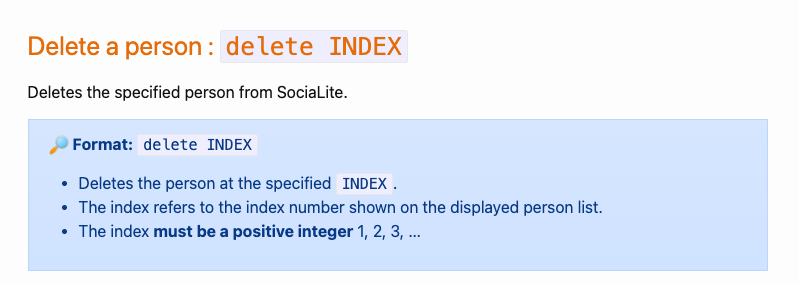 Delete a person : delete INDEX
Deletes the specified person from SociaLite.
🔎 Format: delete INDEX
• Deletes the person at the specified INDEX.
• The index refers to the index number shown on the displayed person list.
• The index must be a positive integer 1, 2, 3, ...